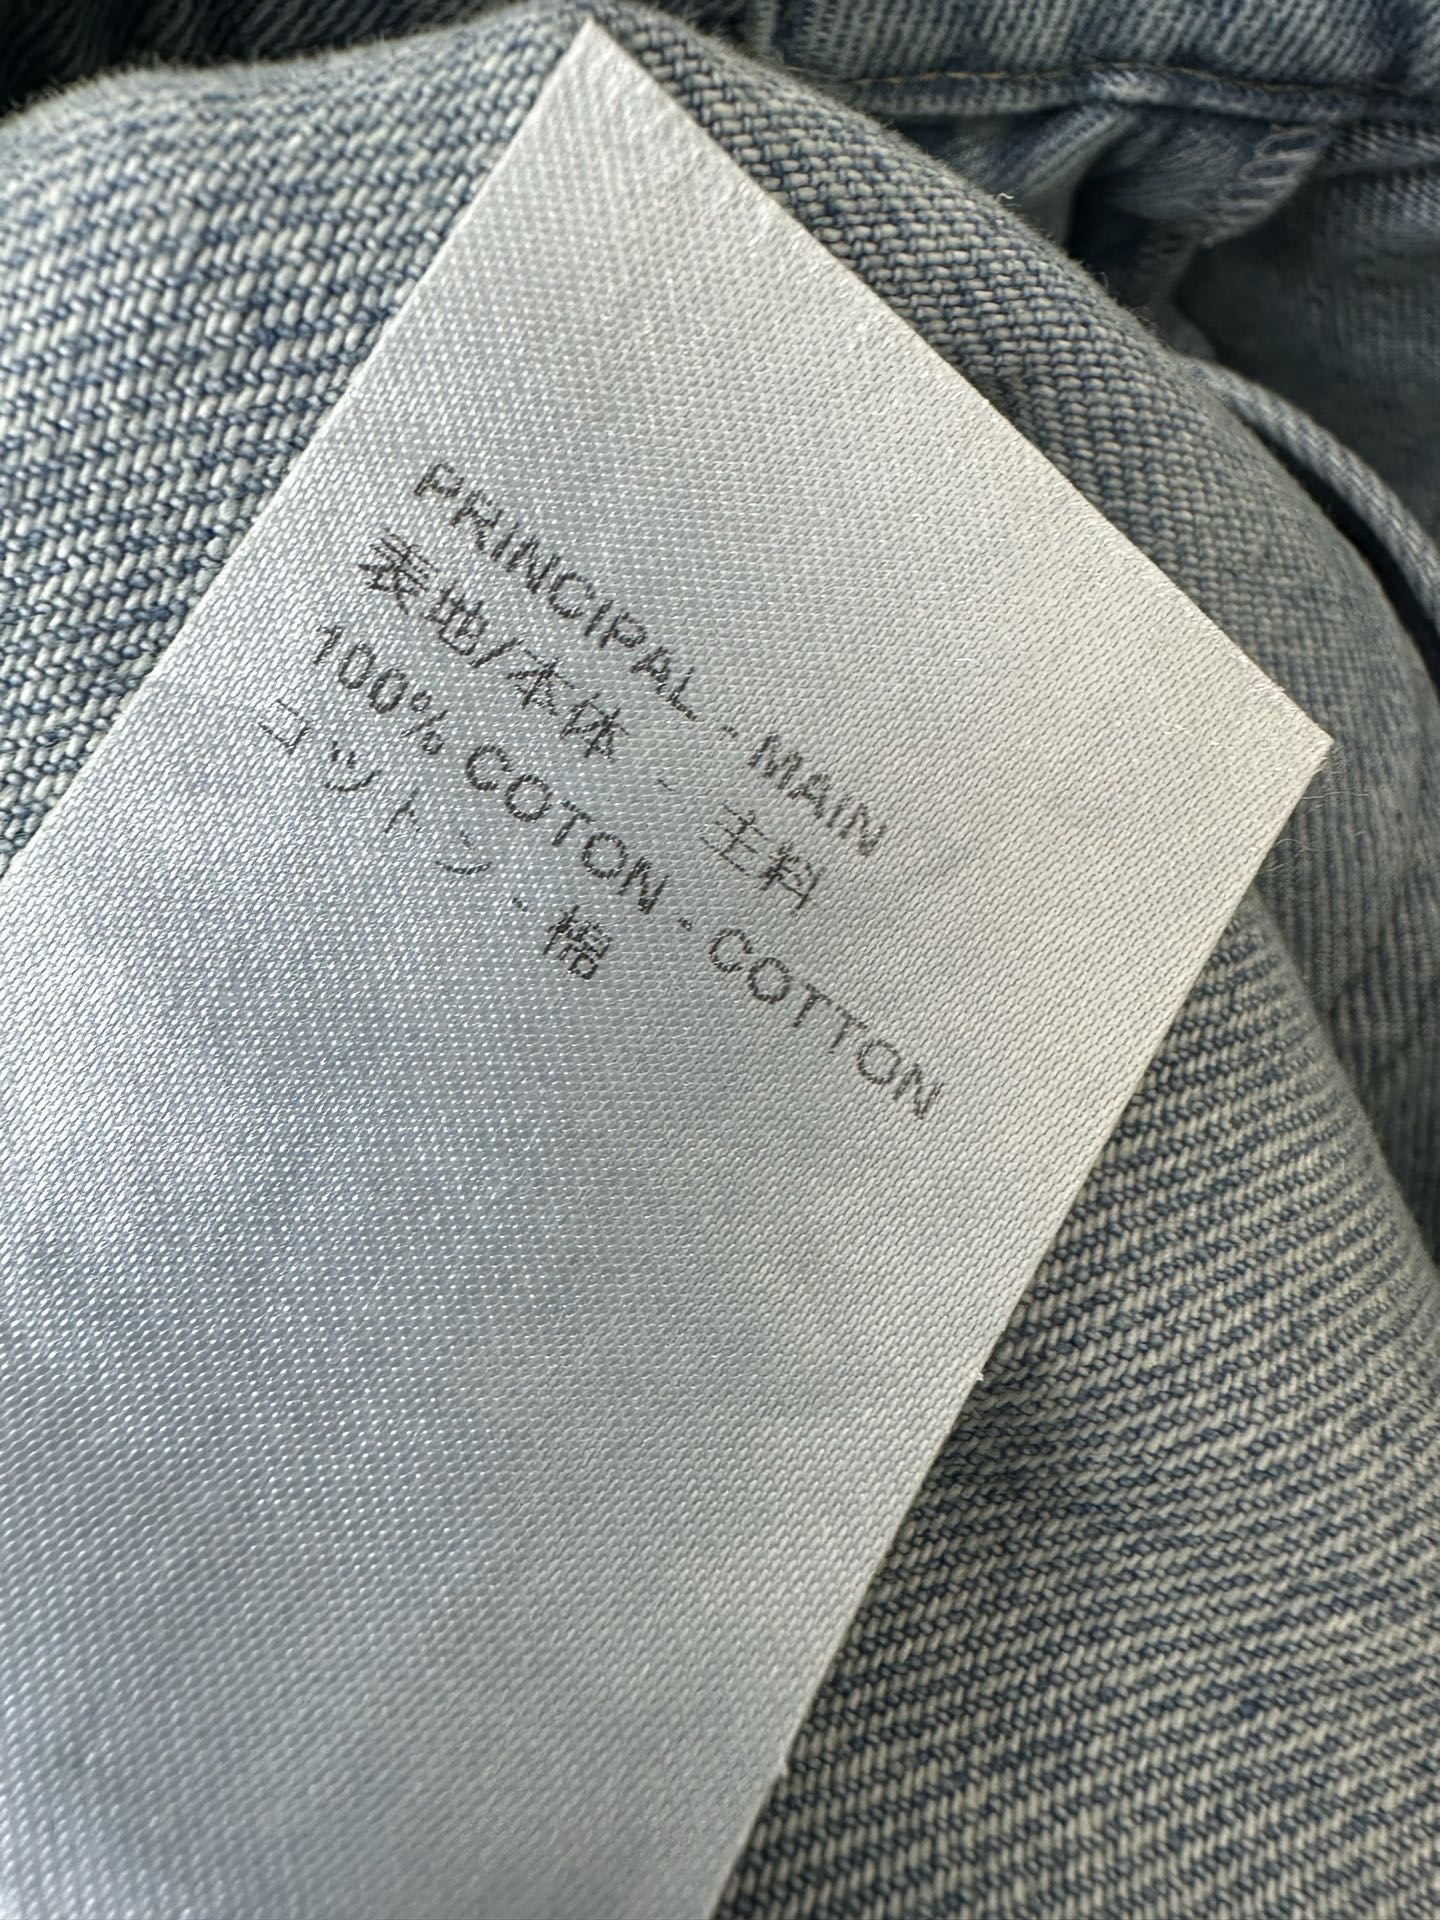 PRINCIPAL - MAIN
表地/本体 - 主料
100% COTON - COTTON
コットン - 棉